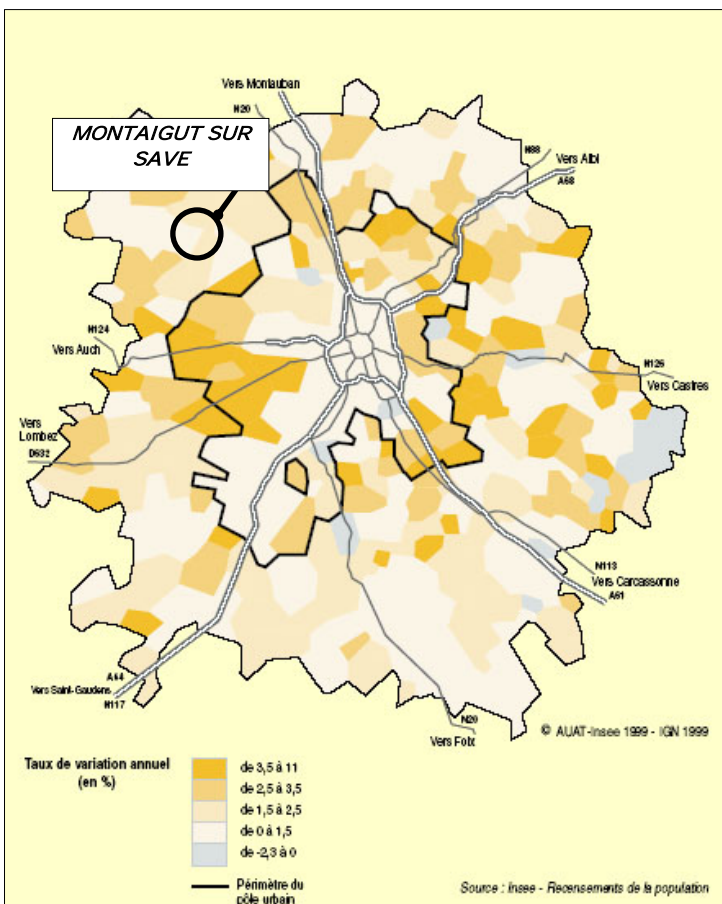 Vers Montauban
N20
MONTAIGUT SUR
SAVE
N88
Vers Albi
A68
N124
Vers Auch
N126
Vers Castres
Vers
Lombez
D632
N113
Vers Carcassonne
A61
A64
Vers Saint-Gaudens
N117
N20
Vers Foix
© AUAT-Insee 1999 - IGN 1999
Taux de variation annuel
(en %)
de 3,5 à 11
de 2,5 à 3,5
de 1,5 à 2,5
de 0 à 1,5
de -2,3 à 0
Périmètre du
pôle urbain
Source : Insee - Recensements de la population